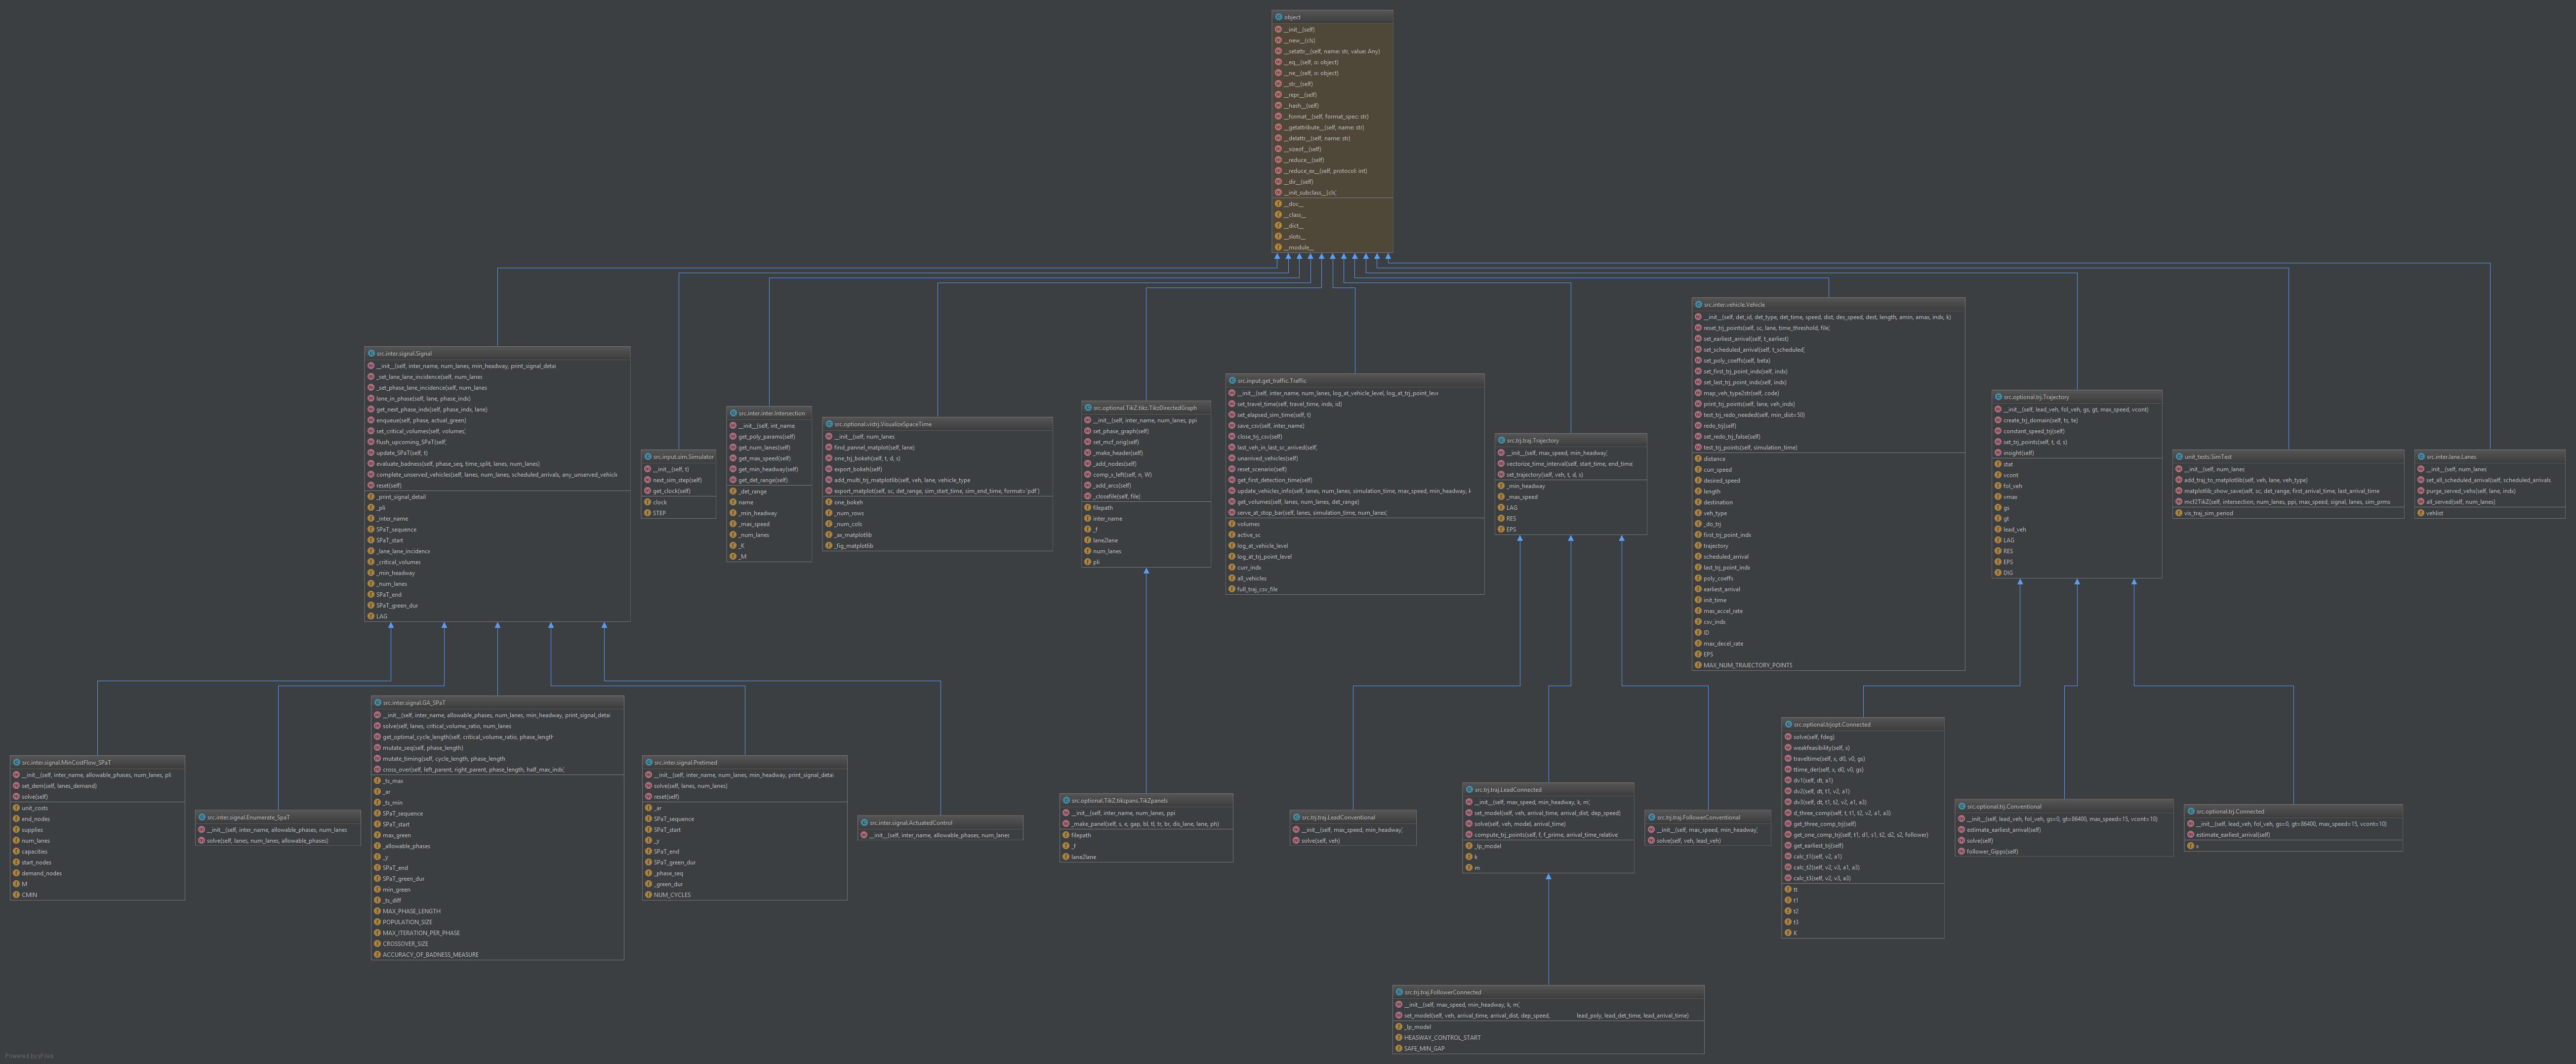 object
__init__(self)
__new__(cls)
__setattr__(self, name: str, value: Any)
__eq__(self, o: object)
__ne__(self, o: object)
__str__(self)
__repr__(self)
__hash__(self)
__format__(self, format_spec: str)
__getattribute__(self, name: str)
__delattr__(self, name: str)
__sizeof__(self)
__reduce__(self)
__reduce_ex__(self, protocol: int)
__dir__(self)
__init_subclass__(cls)
__doc__
__class__
__dict__
__slots__
__module__
src.inter.signal.Signal
__init__(self, inter_name, num_lanes, min_headway, print_signal_detai
_set_lane_lane_incidence(self, num_lanes
_set_phase_lane_incidence(self, num_lanes
lane_in_phase(self, lane, phase_indx)
get_next_phase_indx(self, phase_indx, lane)
enqueue(self, phase, actual_green)
set_critical_volumes(self, volumes)
flush_upcoming_SPaT(self)
update_SPaT(self, t)
evaluate_badness(self, phase_seq, time_split, lanes, num_lanes)
complete_unserved_vehicles(self, lanes, num_lanes, scheduled_arrivals, any_unserved_vehicle
reset(self)
_print_signal_detail
_pli
_inter_name
SPaT_sequence
SPaT_start
_lane_lane_incidence
_critical_volumes
_min_headway
_num_lanes
SPaT_end
SPaT_green_dur
LAG
src.input.sim.Simulator
__init__(self, t)
next_sim_step(self)
get_clock(self)
clock
STEP
src.inter.inter.Intersection
__init__(self, int_name
get_poly_params(self)
get_num_lanes(self)
get_max_speed(self)
get_min_headway(self)
get_det_range(self)
_det_range
name
_min_headway
_max_speed
_num_lanes
_K
_M
src.optional.vistrj.VisualizeSpaceTime
__init__(self, num_lanes)
find_pannel_matplot(self, lane)
one_trj_bokeh(self, t, d, s)
export_bokeh(self)
add_multi_trj_matplotlib(self, veh, lane, vehicle_type
export_matplot(self, sc, det_range, sim_start_time, sim_end_time, format='pdf')
one_bokeh
_num_rows
_num_cols
_ax_matplotlib
_fig_matplotlib
src.optional.TikZ.tikz.TikzDirectedGraph
__init__(self, inter_name, num_lanes, ppi
set_phase_graph(self)
set_mcf_orig(self)
_make_header(self)
_add_nodes(self)
comp_x_left(self, n, W)
_add_arcs(self)
_closefile(self, file)
filepath
inter_name
_f
lane2lane
num_lanes
pli
src.input.get_traffic.Traffic
__init__(self, inter_name, num_lanes, log_at_vehicle_level, log_at_trj_point_leve
set_travel_time(self, travel_time, indx, id)
set_elapsed_sim_time(self, t)
save_csv(self, inter_name)
close_trj_csv(self)
last_veh_in_last_sc_arrived(self)
unarrived_vehicles(self)
reset_scenario(self)
get_first_detection_time(self)
update_vehicles_info(self, lanes, num_lanes, simulation_time, max_speed, min_headway, k
get_volumes(self, lanes, num_lanes, det_range)
serve_at_stop_bar(self, lanes, simulation_time, num_lanes)
volumes
active_sc
log_at_vehicle_level
log_at_trj_point_level
curr_indx
all_vehicles
full_traj_csv_file
src.trj.traj.Trajectory
__init__(self, max_speed, min_headway)
vectorize_time_interval(self, start_time, end_time
set_trajectory(self, veh, t, d, s)
_min_headway
_max_speed
LAG
RES
EPS
src.inter.vehicle.Vehicle
__init__(self, det_id, det_type, det_time, speed, dist, des_speed, dest, length, amin, amax, indx, k)
reset_trj_points(self, sc, lane, time_threshold, file)
set_earliest_arrival(self, t_earliest)
set_scheduled_arrival(self, t_scheduled)
set_poly_coeffs(self, beta)
set_first_trj_point_indx(self, indx)
set_last_trj_point_indx(self, indx)
map_veh_type2str(self, code)
print_trj_points(self, lane, veh_indx)
test_trj_redo_needed(self, min_dist=50)
redo_trj(self)
set_redo_trj_false(self)
test_trj_points(self, simulation_time)
distance
curr_speed
desired_speed
length
destination
veh_type
_do_trj
first_trj_point_indx
trajectory
scheduled_arrival
last_trj_point_indx
poly_coeffs
earliest_arrival
init_time
max_accel_rate
csv_indx
ID
max_decel_rate
EPS
MAX_NUM_TRAJECTORY_POINTS
src.optional.trj.Trajectory
__init__(self, lead_veh, fol_veh, gs, gt, max_speed, vcont)
create_trj_domain(self, ts, te)
constant_speed_trj(self)
set_trj_points(self, t, d, s)
insight(self)
stat
vcont
fol_veh
vmax
gs
gt
lead_veh
LAG
RES
EPS
DIG
unit_tests.SimTest
__init__(self, num_lanes)
add_traj_to_matplotlib(self, veh, lane, veh_type)
matplotlib_show_save(self, sc, det_range, first_arrival_time, last_arrival_time
mcf2TikZ(self, intersection, num_lanes, ppi, max_speed, signal, lanes, sim_prms
vis_traj_sim_period
src.inter.lane.Lanes
__init__(self, num_lanes)
set_all_scheduled_arrival(self, scheduled_arrivals
purge_served_vehs(self, lane, indx)
all_served(self, num_lanes)
vehlist
src.inter.signal.MinCostFlow_SPaT
__init__(self, inter_name, allowable_phases, num_lanes, pli
set_dem(self, lanes_demand)
solve(self)
unit_costs
end_nodes
supplies
num_lanes
capacities
start_nodes
demand_nodes
M
CMIN
src.inter.signal.Enumerate_SpaT
__init__(self, inter_name, allowable_phases, num_lanes
solve(self, lanes, num_lanes, allowable_phases)
src.inter.signal.GA_SPaT
__init__(self, inter_name, allowable_phases, num_lanes, min_headway, print_signal_detai
solve(self, lanes, critical_volume_ratio, num_lanes
get_optimal_cycle_length(self, critical_volume_ratio, phase_length
mutate_seq(self, phase_length)
mutate_timing(self, cycle_length, phase_length
cross_over(self, left_parent, right_parent, phase_length, half_max_indx)
_ts_max
_ar
_ts_min
SPaT_sequence
SPaT_start
max_green
_allowable_phases
_y
SPaT_end
SPaT_green_dur
min_green
_ts_diff
MAX_PHASE_LENGTH
POPULATION_SIZE
MAX_ITERATION_PER_PHASE
CROSSOVER_SIZE
ACCURACY_OF_BADNESS_MEASURE
src.inter.signal.Pretimed
__init__(self, inter_name, num_lanes, min_headway, print_signal_detai
solve(self, lanes, num_lanes)
reset(self)
_ar
SPaT_sequence
SPaT_start
_y
SPaT_end
SPaT_green_dur
_phase_seq
_green_dur
NUM_CYCLES
src.inter.signal.ActuatedControl
__init__(self, inter_name, allowable_phases, num_lanes
src.optional.TikZ.tikzpans.TikZpanels
__init__(self, inter_name, num_lanes, ppi
_make_panel(self, s, e, gap, bl, tl, tr, br, dis_lane, lane, ph)
filepath
_f
lane2lane
src.trj.traj.LeadConventional
__init__(self, max_speed, min_headway)
solve(self, veh)
src.trj.traj.LeadConnected
__init__(self, max_speed, min_headway, k, m)
set_model(self, veh, arrival_time, arrival_dist, dep_speed)
solve(self, veh, model, arrival_time)
compute_trj_points(self, f, f_prime, arrival_time_relative
_lp_model
k
m
src.trj.traj.FollowerConventional
__init__(self, max_speed, min_headway)
solve(self, veh, lead_veh)
src.optional.trjopt.Connected
solve(self, fdeg)
weakfeasibility(self, s)
traveltime(self, x, d0, v0, gs)
ttime_der(self, x, d0, v0, gs)
dv1(self, dt, a1)
dv2(self, dt, t1, v2, a1)
dv3(self, dt, t1, t2, v2, a1, a3)
d_three_comp(self, t, t1, t2, v2, a1, a3)
get_three_comp_trj(self)
get_one_comp_trj(self, t1, d1, s1, t2, d2, s2, follower)
get_earliest_trj(self)
calc_t1(self, v2, a1)
calc_t2(self, v2, v3, a1, a3)
calc_t3(self, v2, v3, a3)
tt
t1
t2
t3
K
src.optional.trj.Conventional
__init__(self, lead_veh, fol_veh, gs=0, gt=86400, max_speed=15, vcont=10)
estimate_earliest_arrival(self)
solve(self)
follower_Gipps(self)
src.optional.trj.Connected
__init__(self, lead_veh, fol_veh, gs=0, gt=86400, max_speed=15, vcont=10)
estimate_earliest_arrival(self)
x
src.trj.traj.FollowerConnected
__init__(self, max_speed, min_headway, k, m)
set_model(self, veh, arrival_time, arrival_dist, dep_speed, lead_poly, lead_det_time, lead_arrival_time)
_lp_model
HEASWAY_CONTROL_START
SAFE_MIN_GAP
Powered by yFiles